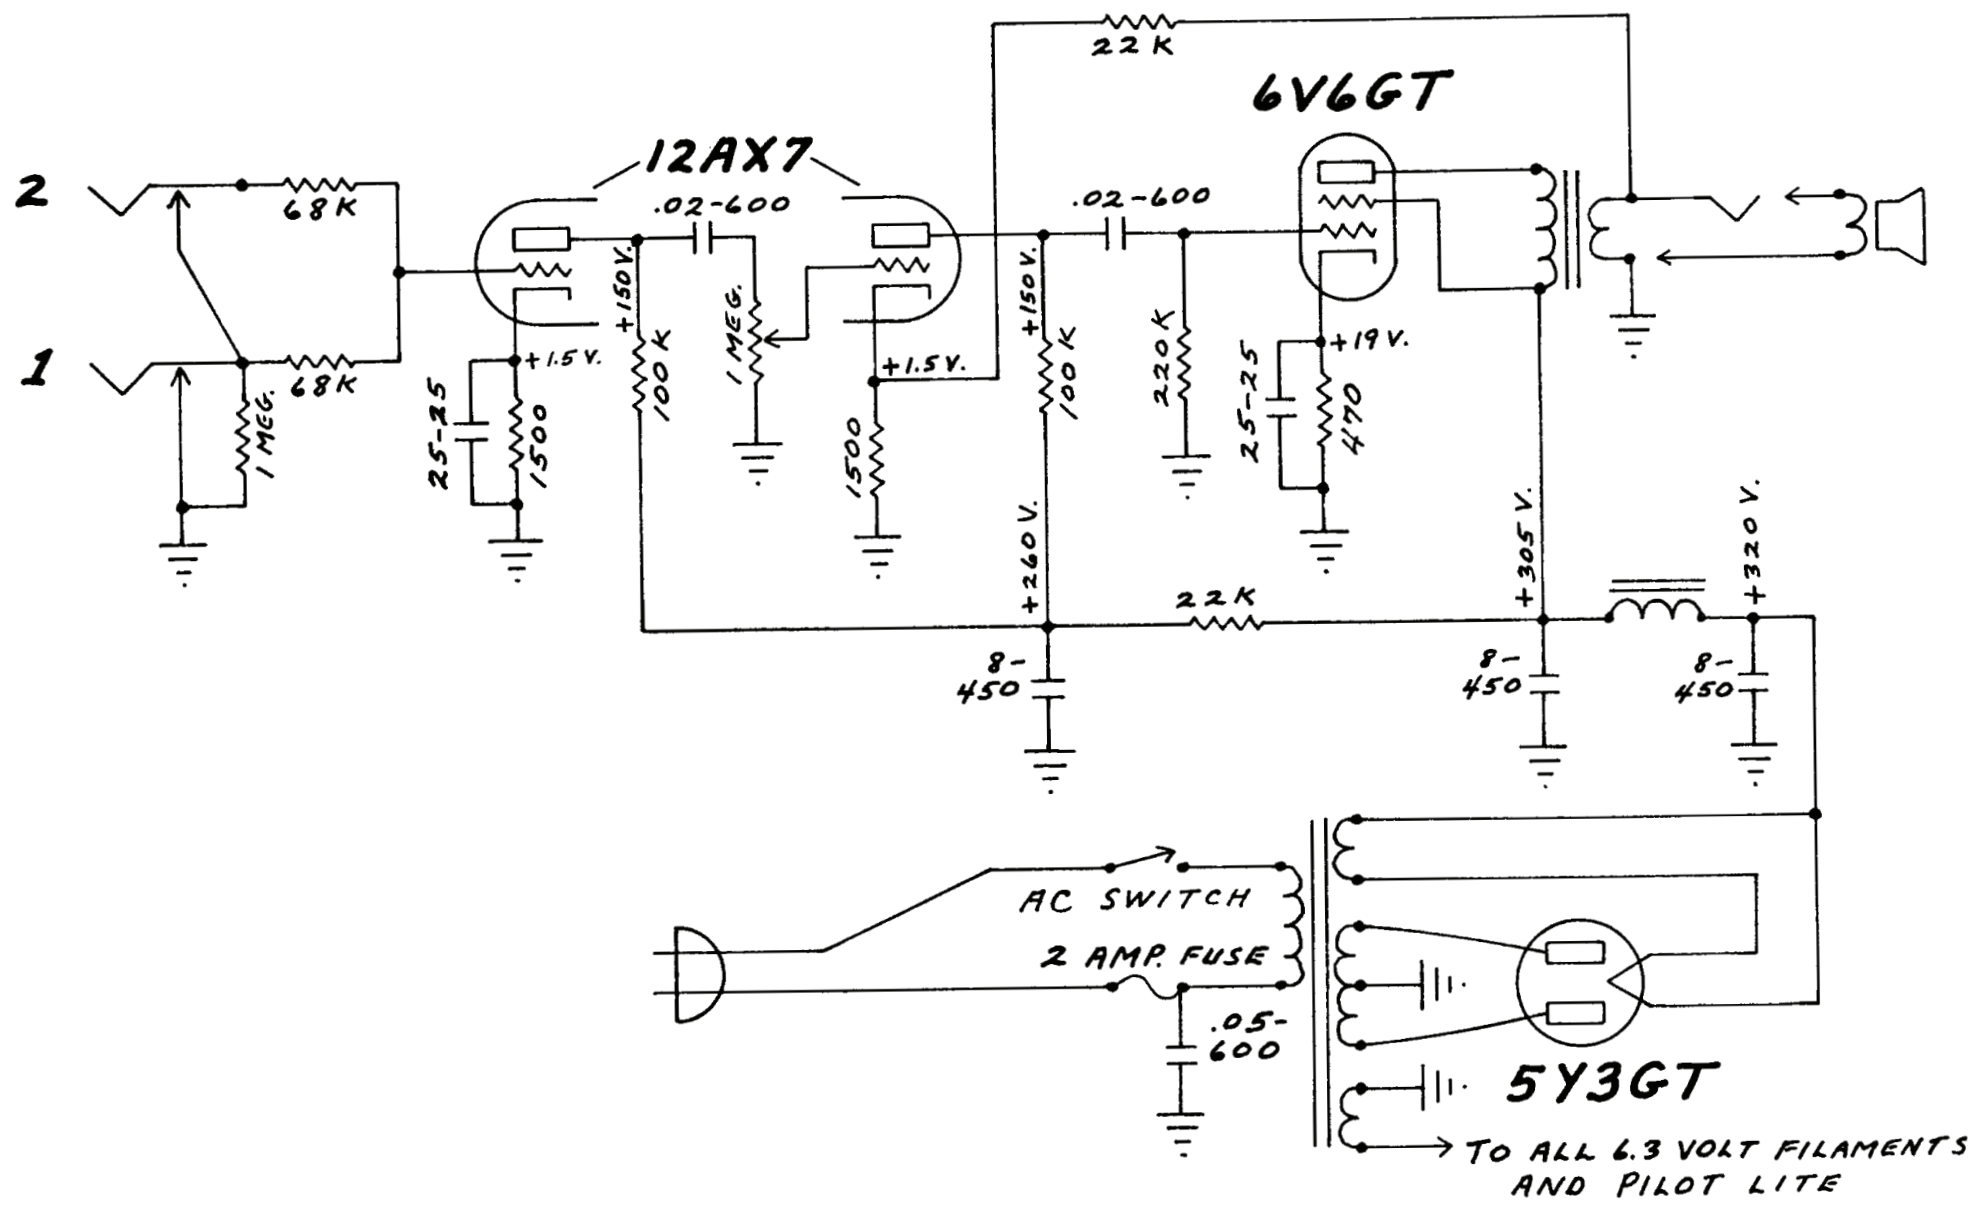 22K
6V6GT
12AX7
2
68K
.02-600
.02-600
+150V.
+150V.
1 MEG.
220K
+19V.
1
68K
+1.5V.
+1.5V.
100K
100K
1 MEG.
25-25
1500
1500
25-25
470
+260V.
+305V.
+320V.
22K
8-
450
8-
450
8-
450
AC SWITCH
2 AMP. FUSE
.05-
600
5Y3GT
TO ALL 6.3 VOLT FILAMENTS
AND PILOT LITE